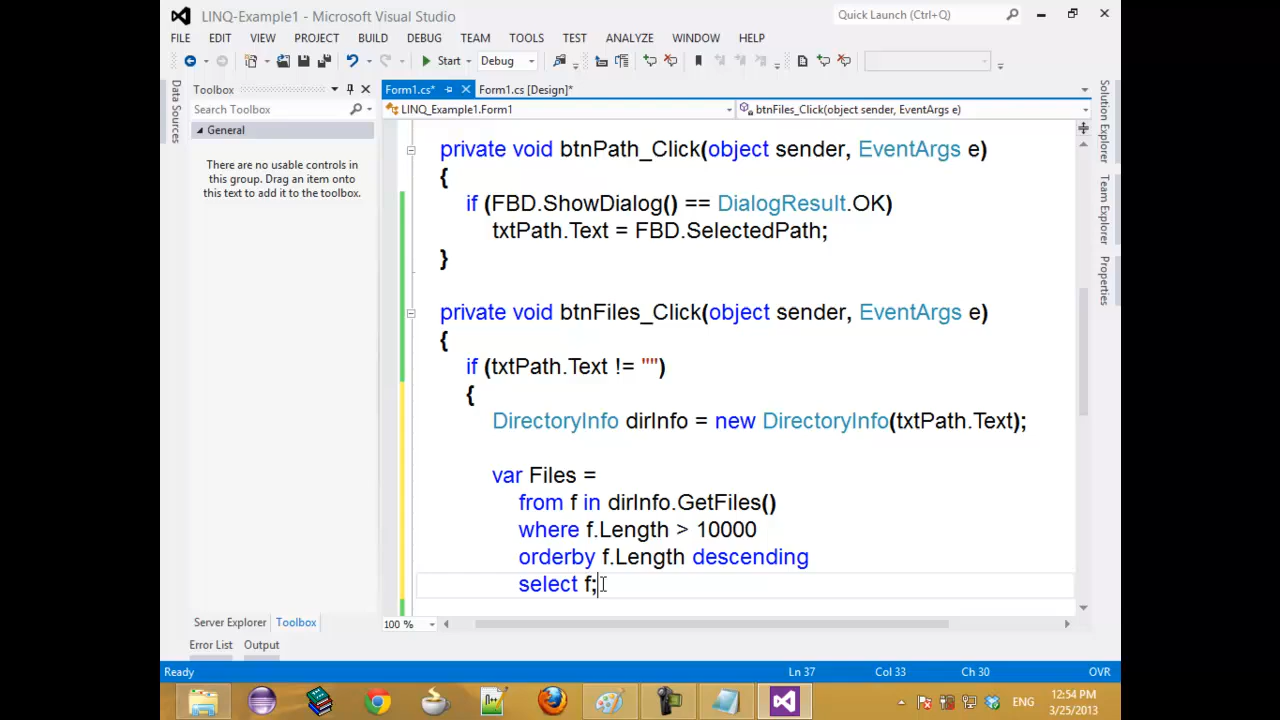 LINQ-Example1 - Microsoft Visual Studio
Quick Launch (Ctrl+Q)
FILE EDIT VIEW PROJECT BUILD DEBUG TEAM TOOLS TEST ANALYZE WINDOW HELP
Start Debug
Data Sources
Toolbox
Search Toolbox
General
There are no usable controls in
this group. Drag an item onto
this text to add it to the toolbox.
Server Explorer Toolbox
Error List Output
Form1.cs* Form1.cs [Design]*
LINQ_Example1.Form1 btnFiles_Click(object sender, EventArgs e)
private void btnPath_Click(object sender, EventArgs e)
{
if (FBD.ShowDialog() == DialogResult.OK)
txtPath.Text = FBD.SelectedPath;
}
private void btnFiles_Click(object sender, EventArgs e)
{
if (txtPath.Text != "")
{
DirectoryInfo dirInfo = new DirectoryInfo(txtPath.Text);
var Files =
from f in dirInfo.GetFiles()
where f.Length > 10000
orderby f.Length descending
select f;
100 %
Solution Explorer
Team Explorer
Properties
Ready Ln 37 Col 33 Ch 30 OVR
ENG
12:54 PM
3/25/2013